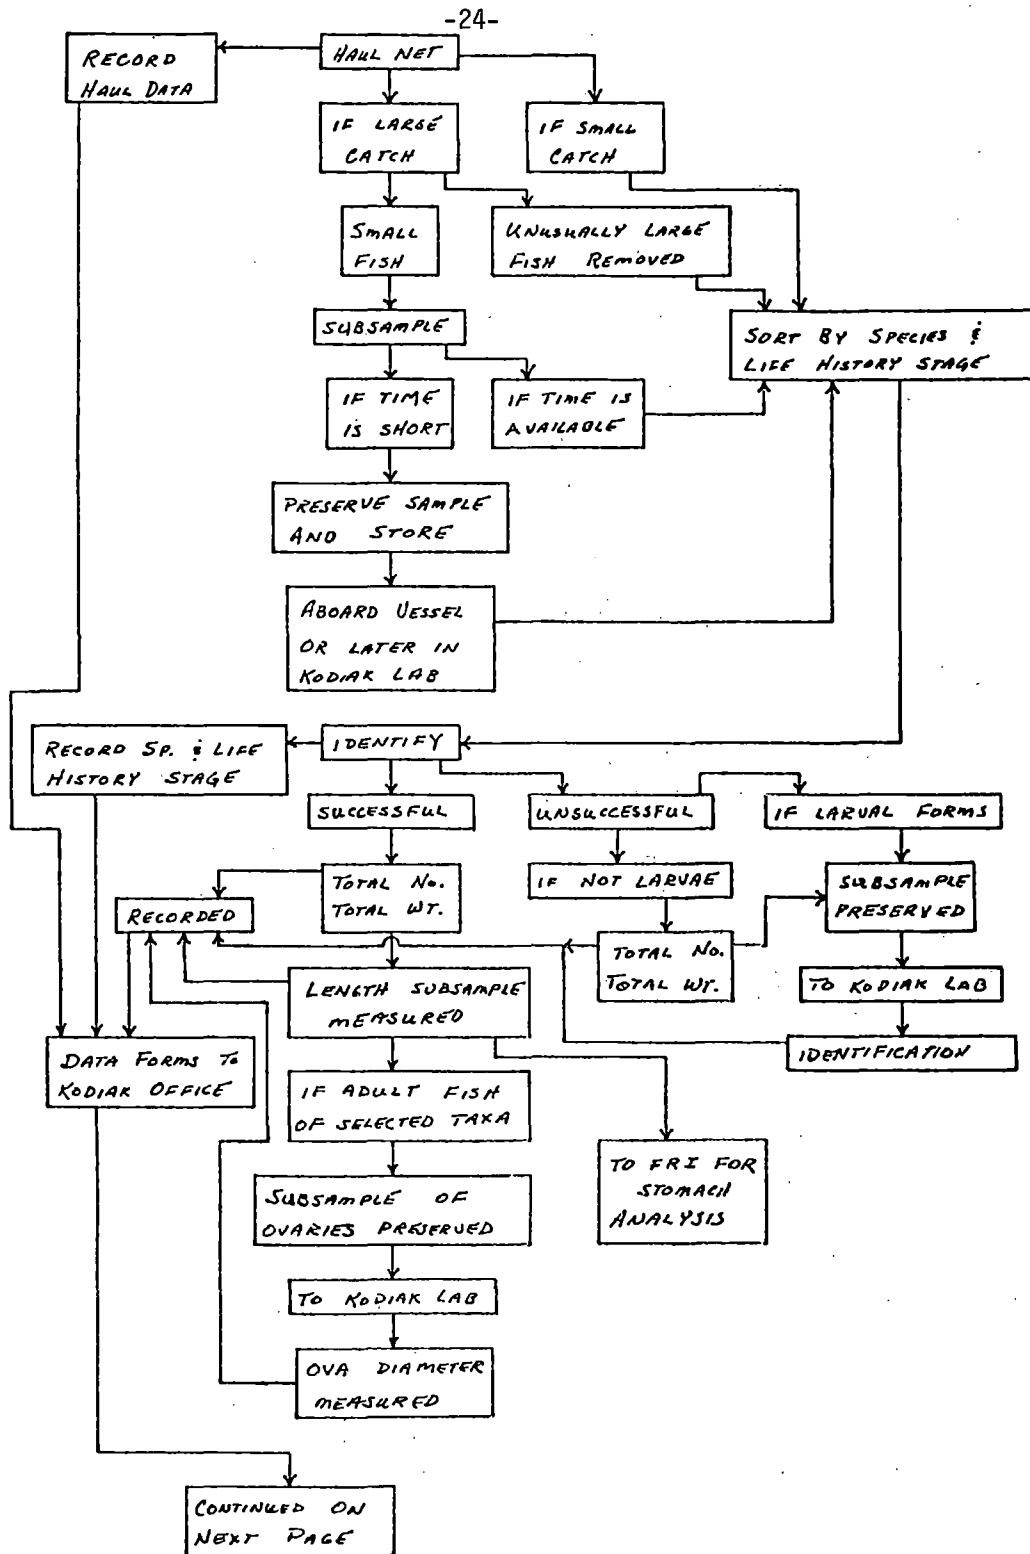 -24-
RECORD
HAUL DATA
HAUL NET
IF LARGE
CATCH
IF SMALL
CATCH
SMALL
FISH
UNUSUALLY LARGE
FISH REMOVED
SUBSAMPLE
SORT BY SPECIES &
LIFE HISTORY STAGE
IF TIME
IS SHORT
IF TIME IS
AVAILABLE
PRESERVE SAMPLE
AND STORE
ABOARD VESSEL
OR LATER IN
KODIAK LAB
RECORD SP. & LIFE
HISTORY STAGE
IDENTIFY
SUCCESSFUL
UNSUCCESSFUL
IF LARVAL FORMS
TOTAL NO.
TOTAL WT.
IF NOT LARVAE
SUBSAMPLE
PRESERVED
RECORDED
TOTAL NO.
TOTAL WT.
LENGTH SUBSAMPLE
MEASURED
TO KODIAK LAB
DATA FORMS TO
KODIAK OFFICE
IDENTIFICATION
IF ADULT FISH
OF SELECTED TAXA
TO FRI FOR
STOMACH
ANALYSIS
SUBSAMPLE OF
OVARIES PRESERVED
TO KODIAK LAB
OVA DIAMETER
MEASURED
CONTINUED ON
NEXT PAGE